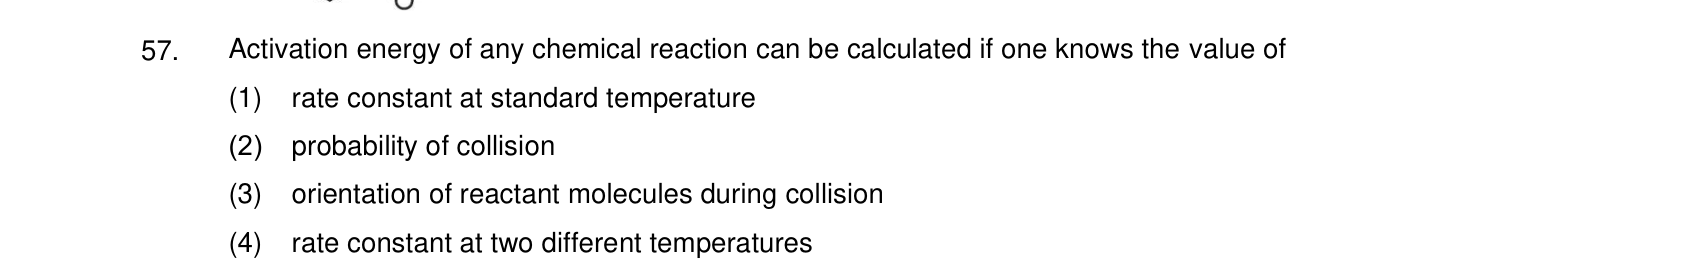 57. Activation energy of any chemical reaction can be calculated if one knows the value of
(1) rate constant at standard temperature
(2) probability of collision
(3) orientation of reactant molecules during collision
(4) rate constant at two different temperatures